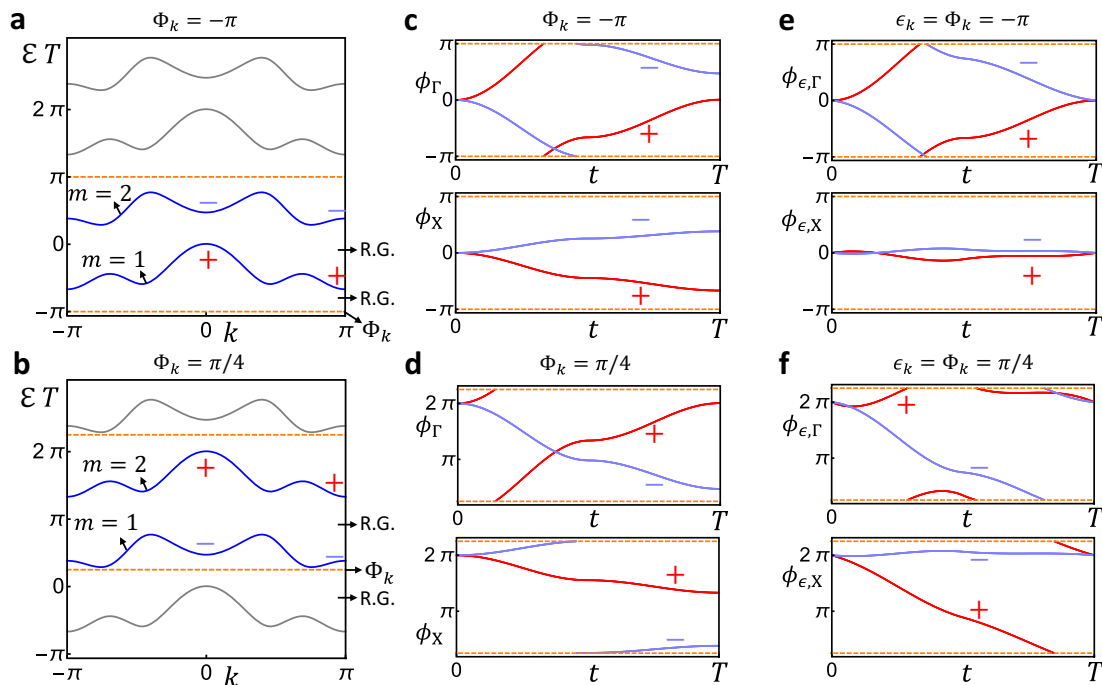 a
Φ_k = −π
ℰT
2π
π
m = 2
−
−
0
R.G.
m = 1
+
+
R.G.
−π
−π
0
k
π
Φ_k
b
Φ_k = π/4
ℰT
2π
m = 2
+
+
m = 1
π
R.G.
−
−
Φ_k
0
R.G.
−π
−π
0
k
π
c
Φ_k = −π
π
ϕ_Γ
−
0
+
−π
0
t
T
π
ϕ_X
−
0
+
−π
0
t
T
d
Φ_k = π/4
2π
ϕ_Γ
+
π
−
0
t
T
2π
+
π
ϕ_X
−
0
t
T
e
ϵ_k = Φ_k = −π
π
ϕ_ϵ,Γ
−
0
+
−π
0
t
T
π
ϕ_ϵ,X
−
0
+
−π
0
t
T
f
ϵ_k = Φ_k = π/4
2π
+
ϕ_ϵ,Γ
π
−
0
t
T
2π
−
ϕ_ϵ,X
+
π
0
t
T